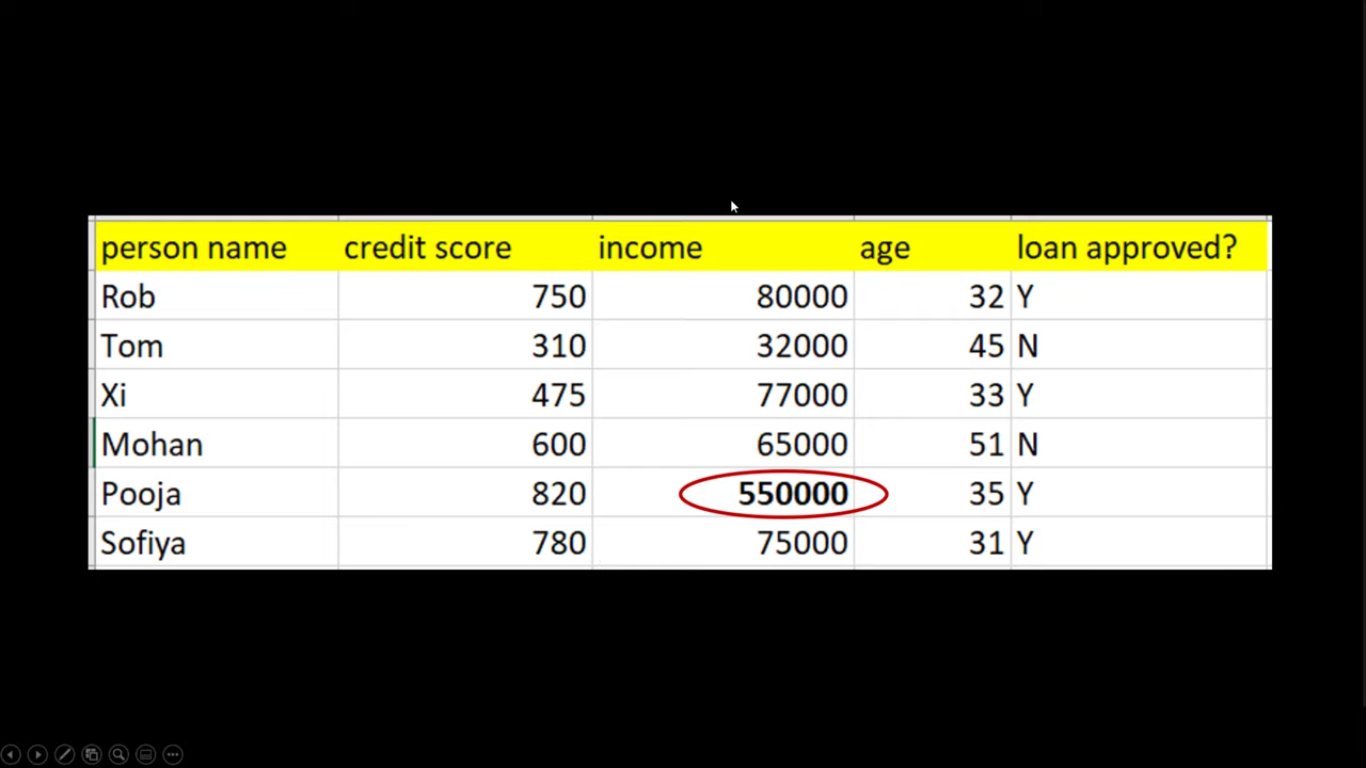 person name credit score income age loan approved?
Rob 750 80000 32 Y
Tom 310 32000 45 N
Xi 475 77000 33 Y
Mohan 600 65000 51 N
Pooja 820 550000 35 Y
Sofiya 780 75000 31 Y